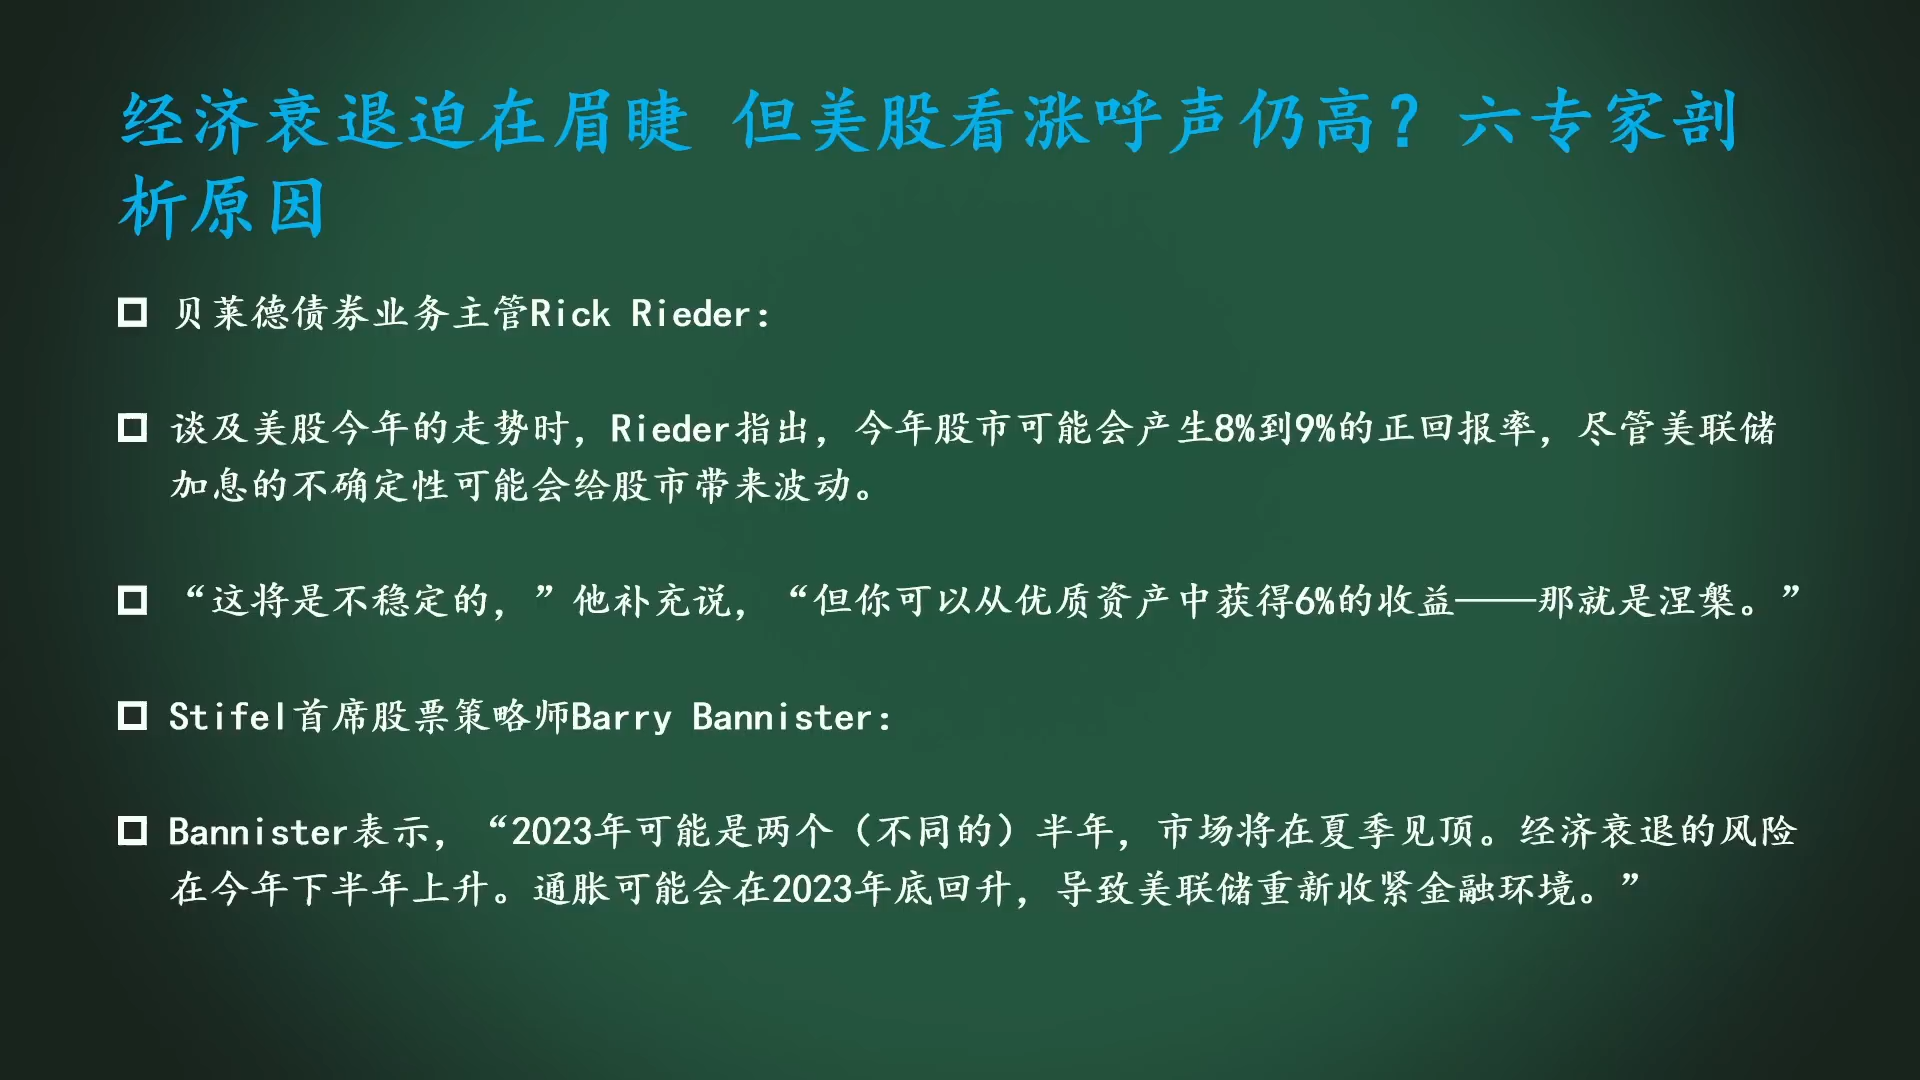 经济衰退迫在眉睫 但美股看涨呼声仍高？六专家剖
析原因
贝莱德债券业务主管Rick Rieder：
谈及美股今年的走势时，Rieder指出，今年股市可能会产生8%到9%的正回报率，尽管美联储
加息的不确定性可能会给股市带来波动。
“这将是不稳定的，”他补充说，“但你可以从优质资产中获得6%的收益——那就是涅槃。”
Stifel首席股票策略师Barry Bannister：
Bannister表示，“2023年可能是两个（不同的）半年，市场将在夏季见顶。经济衰退的风险
在今年下半年上升。通胀可能会在2023年底回升，导致美联储重新收紧金融环境。”